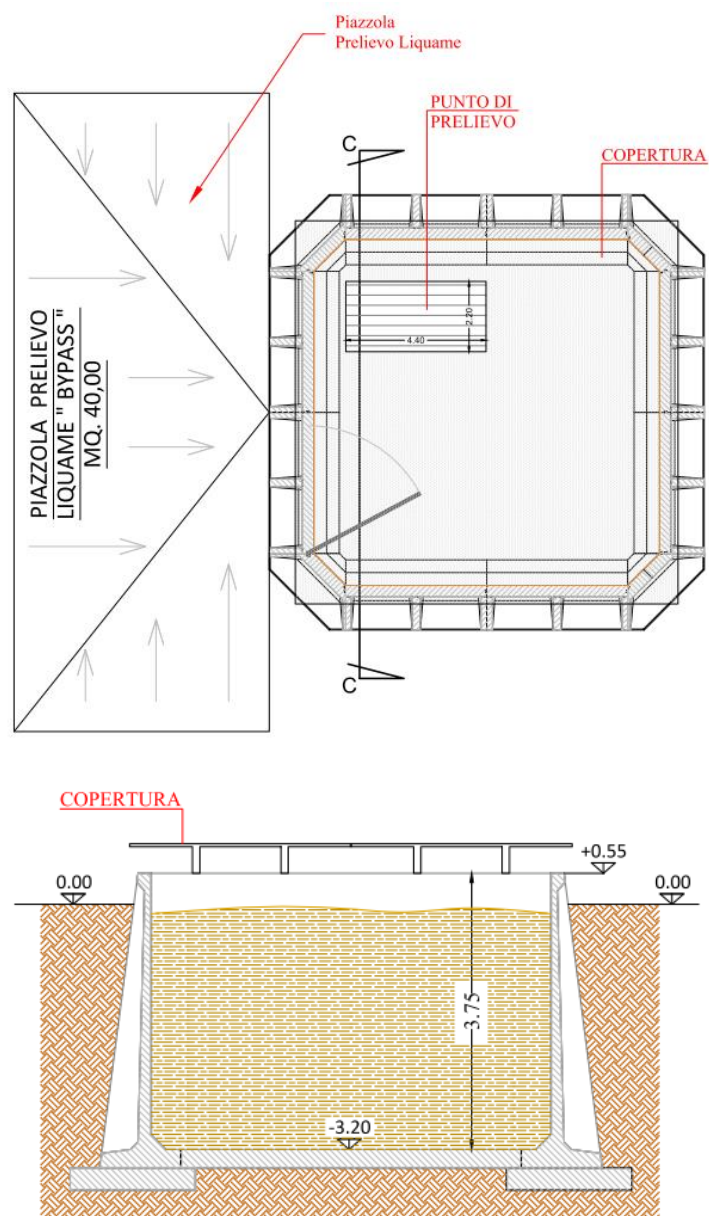 Piazzola
Prelievo Liquame
PUNTO DI
PRELIEVO
C
COPERTURA
2.20
4.40
PIAZZOLA PRELIEVO
LIQUAME " BYPASS "
MQ. 40,00
C
COPERTURA
+0.55
0.00
0.00
3.75
-3.20